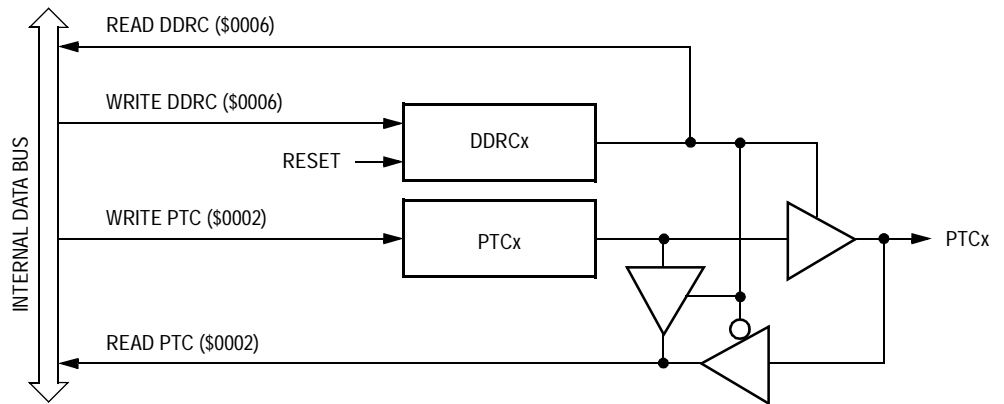 READ DDRC ($0006)
WRITE DDRC ($0006)
DDRCx
RESET
WRITE PTC ($0002)
PTCx
PTCx
READ PTC ($0002)
INTERNAL DATA BUS